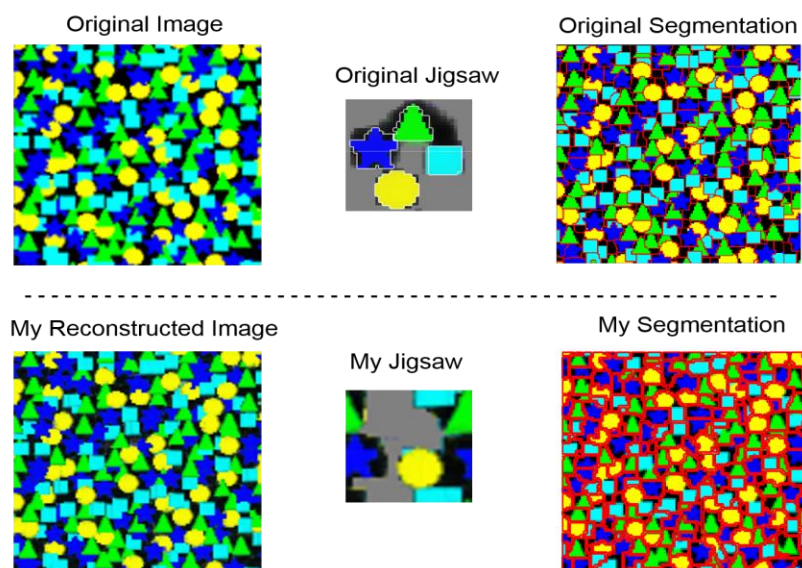 Original Image
Original Jigsaw
Original Segmentation
My Reconstructed Image
My Jigsaw
My Segmentation